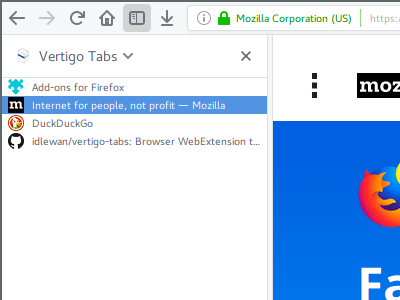 Mozilla Corporation (US)
https:
Vertigo Tabs
Add-ons for Firefox
m Internet for people, not profit — Mozilla
DuckDuckGo
idlewan/vertigo-tabs: Browser WebExtension t...
moz
Fa